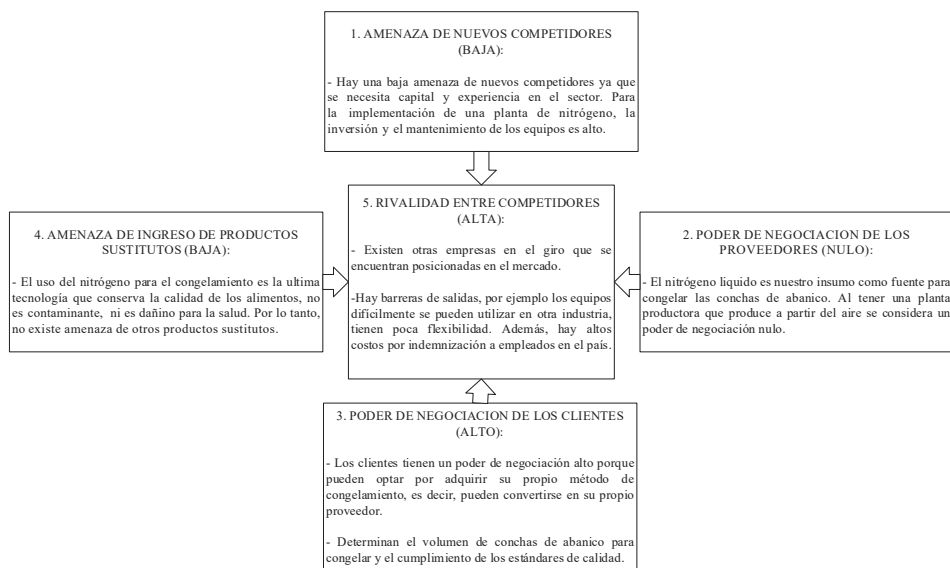 1. AMENAZA DE NUEVOS COMPETIDORES
(BAJA):
- Hay una baja amenaza de nuevos competidores ya que
se necesita capital y experiencia en el sector. Para
la implementación de una planta de nitrógeno, la
inversión y el mantenimiento de los equipos es alto.
4. AMENAZA DE INGRESO DE PRODUCTOS
SUSTITUTOS (BAJA):
- El uso del nitrógeno para el congelamiento es la ultima
tecnología que conserva la calidad de los alimentos, no
es contaminante, ni es dañino para la salud. Por lo tanto,
no existe amenaza de otros productos sustitutos.
5. RIVALIDAD ENTRE COMPETIDORES
(ALTA):
- Existen otras empresas en el giro que se
encuentran posicionadas en el mercado.
-Hay barreras de salidas, por ejemplo los equipos
difícilmente se pueden utilizar en otra industria,
tienen poca flexibilidad. Además, hay altos
costos por indemnización a empleados en el país.
2. PODER DE NEGOCIACION DE LOS
PROVEEDORES (NULO):
- El nitrógeno liquido es nuestro insumo como fuente para
congelar las conchas de abanico. Al tener una planta
productora que produce a partir del aire se considera un
poder de negociación nulo.
3. PODER DE NEGOCIACION DE LOS CLIENTES
(ALTO):
- Los clientes tienen un poder de negociación alto porque
pueden optar por adquirir su propio método de
congelamiento, es decir, pueden convertirse en su propio
proveedor.
- Determinan el volumen de conchas de abanico para
congelar y el cumplimiento de los estándares de calidad.